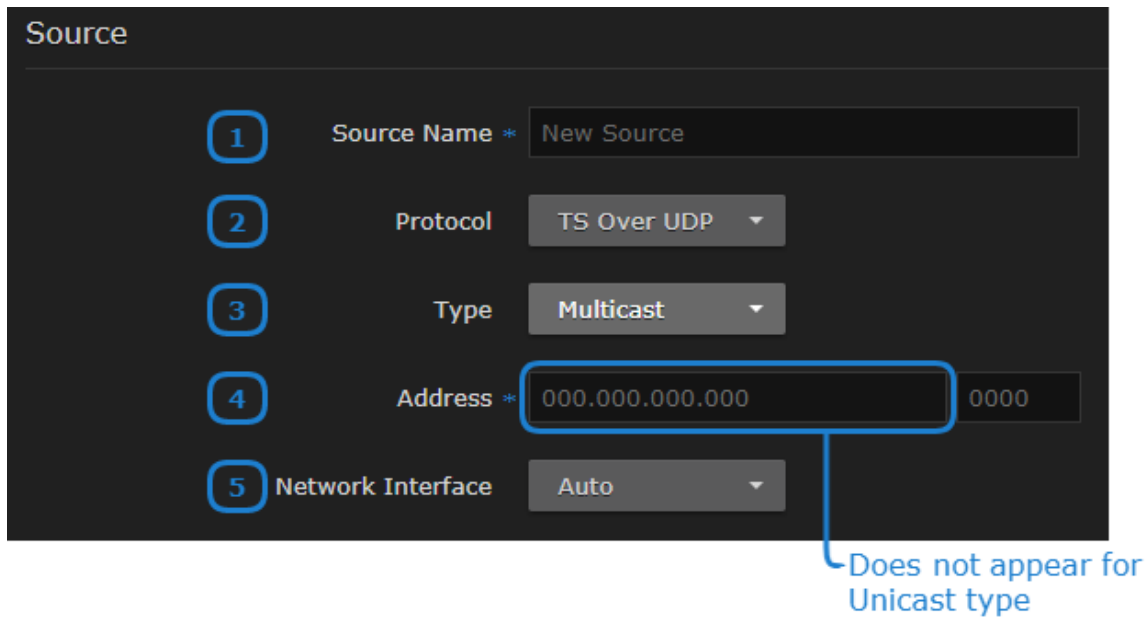 Source
1 Source Name * New Source
2 Protocol TS Over UDP
3 Type Multicast
4 Address * 000.000.000.000 0000
5 Network Interface Auto
Does not appear for
Unicast type